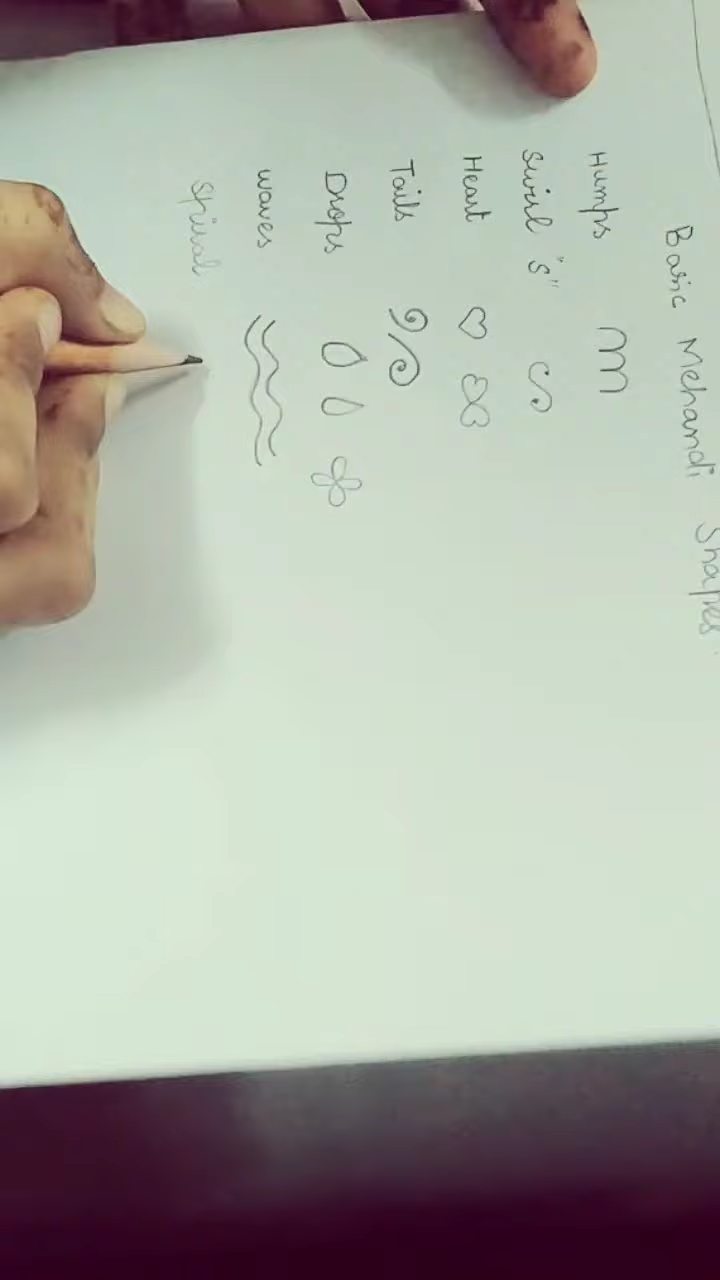 Basic Mehandi Shapes
Humps
Swirl "S"
Heart
Tails
Drops
waves
Spiral